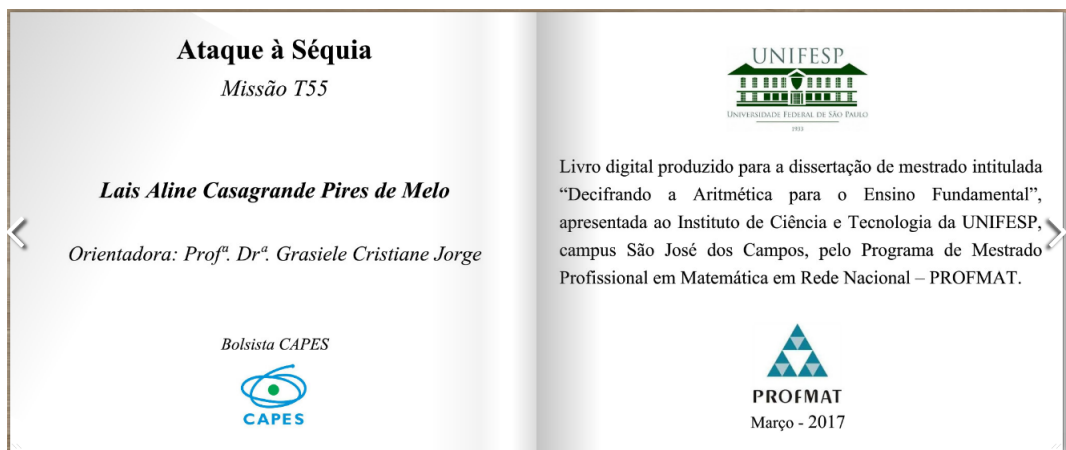 Ataque à Séquia
Missão T55
Lais Aline Casagrande Pires de Melo
Orientadora: Profª. Drª. Grasiele Cristiane Jorge
Bolsista CAPES
CAPES
UNIFESP
UNIVERSIDADE FEDERAL DE SÃO PAULO
1933
Livro digital produzido para a dissertação de mestrado intitulada
“Decifrando a Aritmética para o Ensino Fundamental”,
apresentada ao Instituto de Ciência e Tecnologia da UNIFESP,
campus São José dos Campos, pelo Programa de Mestrado
Profissional em Matemática em Rede Nacional – PROFMAT.
PROFMAT
Março - 2017